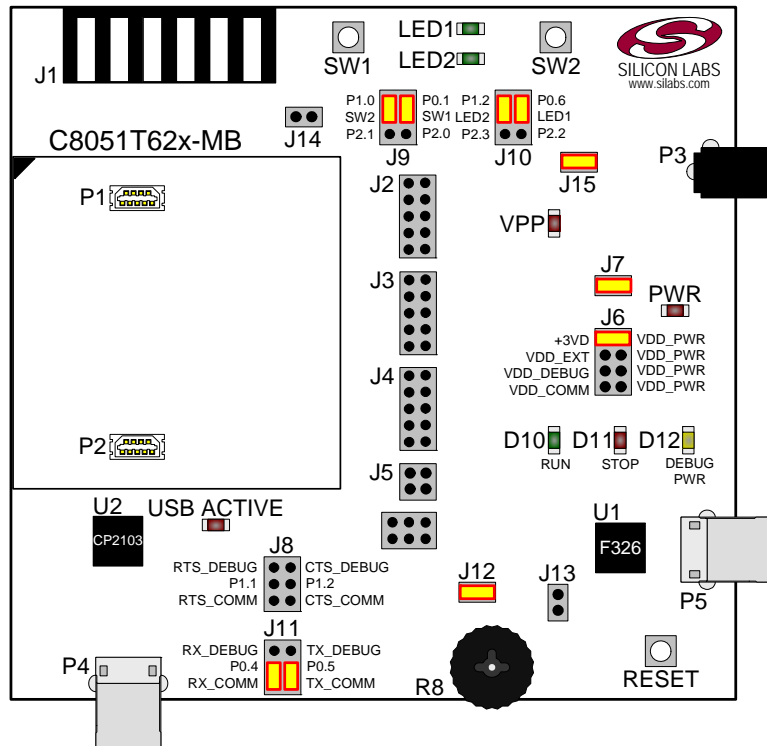 LED1
LED2
SW1
SW2
J1
SILICON LABS
www.silabs.com
P1.0
P0.1
P1.2
P0.6
SW2
SW1
LED2
LED1
P2.1
P2.0
P2.3
P2.2
J14
J9
J10
C8051T62x-MB
P3
J15
J2
P1
VPP
J3
J7
PWR
J6
+3VD
VDD_PWR
VDD_EXT
VDD_PWR
VDD_DEBUG
VDD_PWR
VDD_COMM
VDD_PWR
J4
P2
D10
D11
D12
RUN
STOP
DEBUG
PWR
J5
U2
USB ACTIVE
CP2103
U1
F326
J8
RTS_DEBUG
CTS_DEBUG
P1.1
P1.2
RTS_COMM
CTS_COMM
J12
J13
P5
J11
RX_DEBUG
TX_DEBUG
P0.4
P0.5
RX_COMM
TX_COMM
P4
R8
RESET